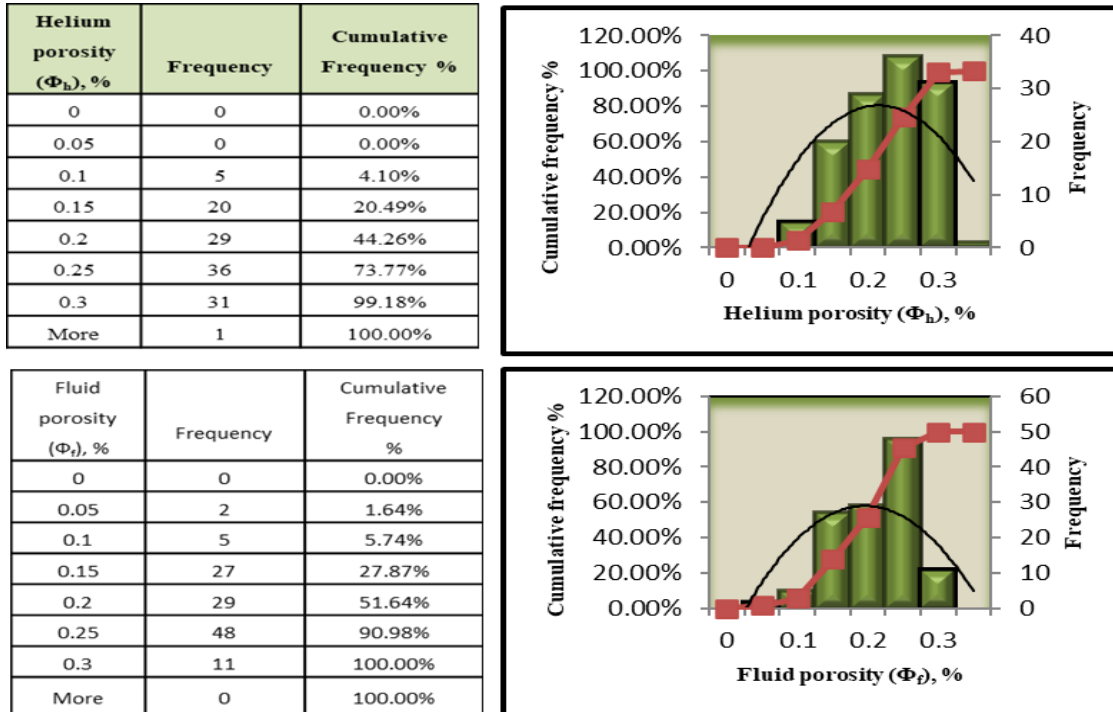 Helium porosity (Φh), %	Frequency	Cumulative Frequency %
0	0	0.00%
0.05	0	0.00%
0.1	5	4.10%
0.15	20	20.49%
0.2	29	44.26%
0.25	36	73.77%
0.3	31	99.18%
More	1	100.00%
Cumulative frequency %
120.00%
100.00%
80.00%
60.00%
40.00%
20.00%
0.00%
40
30
20
10
0
Frequency
0	0.1	0.2	0.3
Helium porosity (Φh), %
Fluid porosity (Φf), %	Frequency	Cumulative Frequency %
0	0	0.00%
0.05	2	1.64%
0.1	5	5.74%
0.15	27	27.87%
0.2	29	51.64%
0.25	48	90.98%
0.3	11	100.00%
More	0	100.00%
Cumulative frequency %
120.00%
100.00%
80.00%
60.00%
40.00%
20.00%
0.00%
60
50
40
30
20
10
0
Frequency
0	0.1	0.2	0.3
Fluid porosity (Φf), %